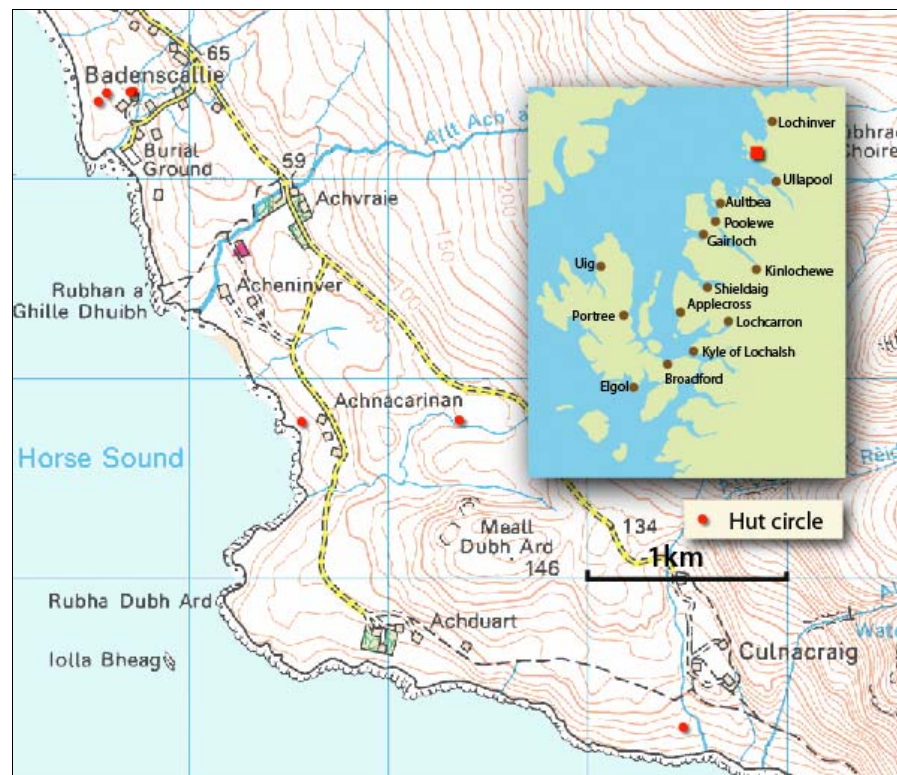 65
Badenscallie
Burial
Ground
59
Allt Ach' a
Achvraie
Acheninver
Rubhan a
Ghille Dhuibh
200
150
100
Achnacarinan
Horse Sound
Meall
Dubh Ard
146
134
Rubha Dubh Ard
Achduart
Iolla Bheag
Culnacraig
Choire
Lochinver
Ullapool
Aultbea
Poolewe
Gairloch
Uig
Kinlochewe
Shieldaig
Applecross
Portree
Lochcarron
Kyle of Lochalsh
Broadford
Elgol
Hut circle
1km